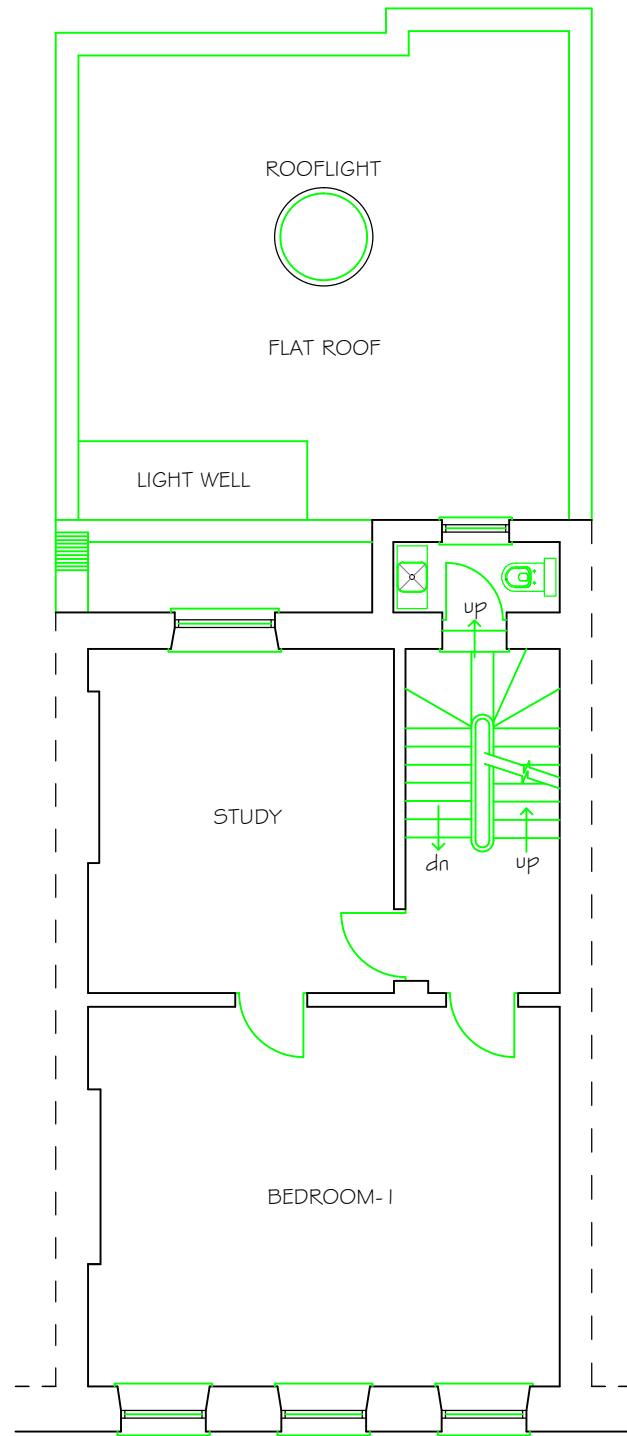 ROOFLIGHT
FLAT ROOF
LIGHT WELL
up
STUDY
dn
up
BEDROOM-1